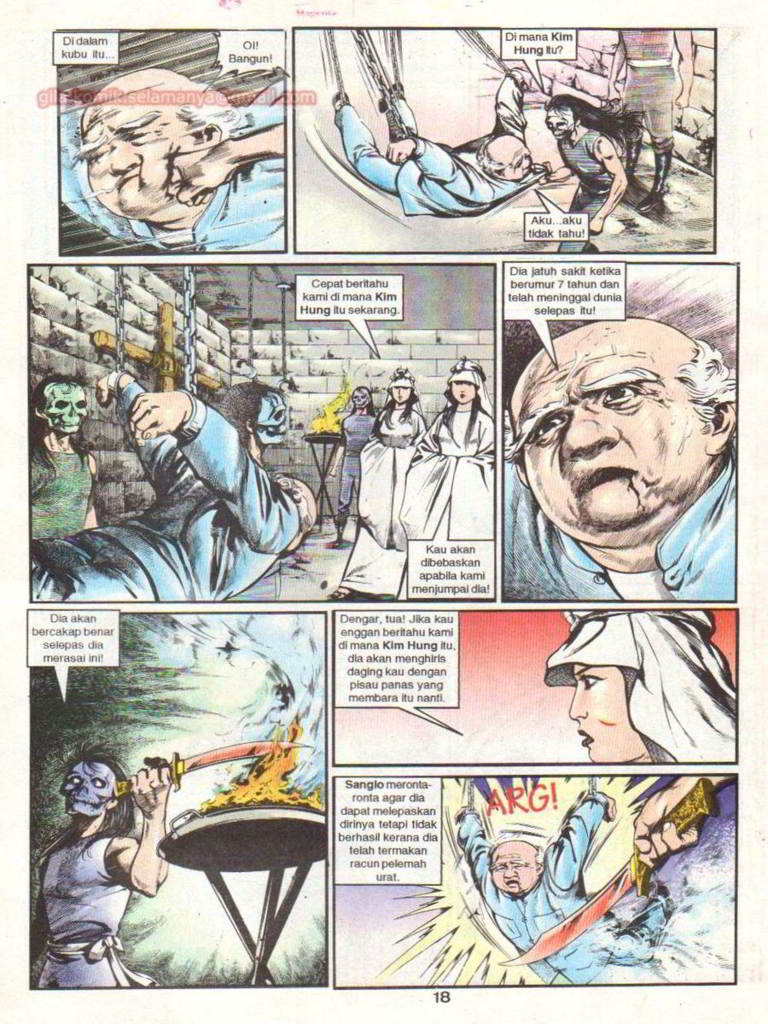 Magenta
Di dalam
kubu itu...
OI!
Bangun!
gila-komik.selamanya@gmail.com
Di mana Kim
Hung itu?
Aku...aku
tidak tahu!
Cepat beritahu
kami di mana Kim
Hung itu sekarang.
Kau akan
dibebaskan
apabila kami
menjumpai dia!
Dia jatuh sakit ketika
berumur 7 tahun dan
telah meninggal dunia
selepas itu!
Dia akan
bercakap benar
selepas dia
merasai ini!
Dengar, tua! Jika kau
enggan beritahu kami
di mana Kim Hung itu,
dia akan menghiris
daging kau dengan
pisau panas yang
membara itu nanti.
Sanglo meronta-
ronta agar dia
dapat melepaskan
dirinya tetapi tidak
berhasil kerana dia
telah termakan
racun pelemah
urat.
ARG!
18